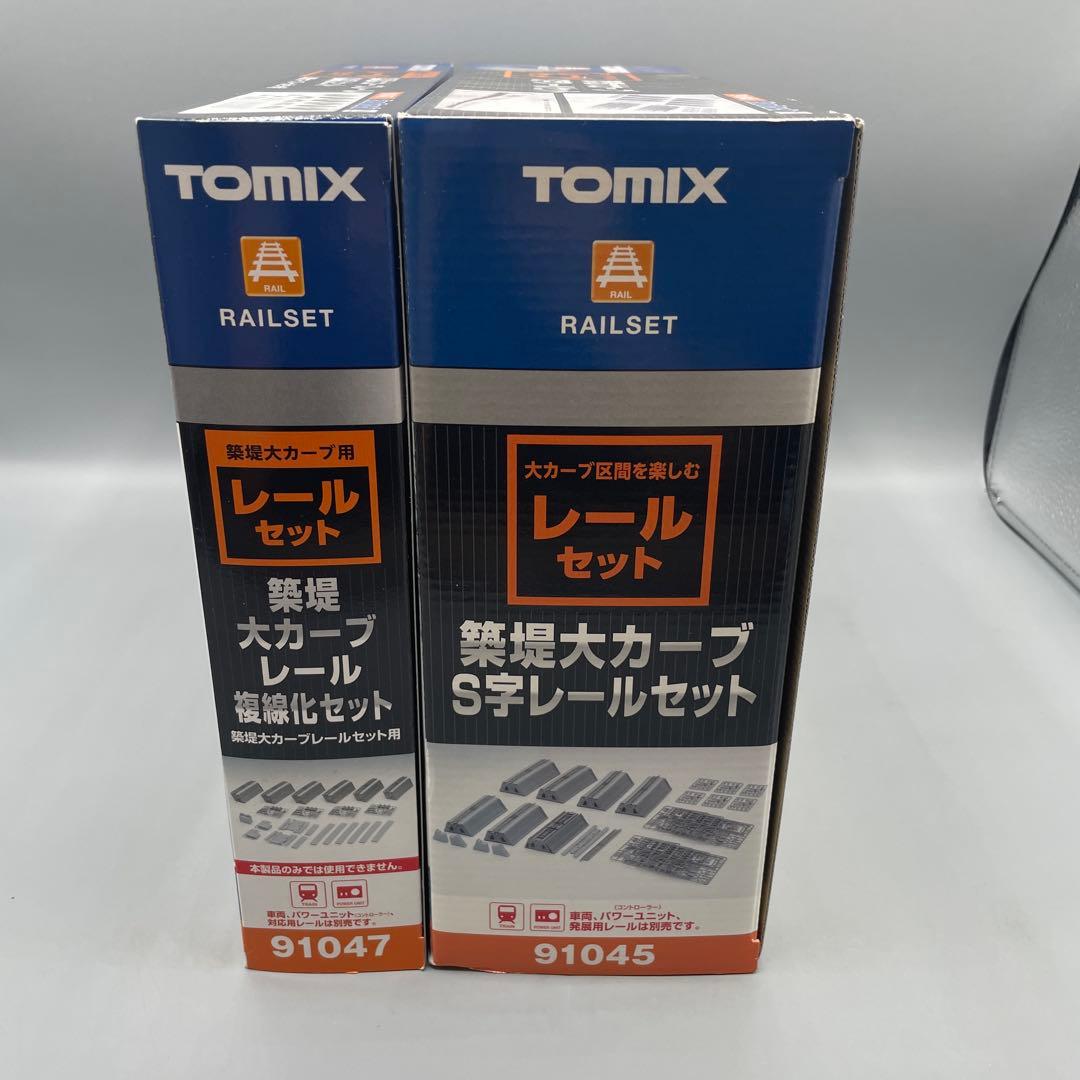 TOMIX
RAIL
RAILSET
築堤大カーブ用
レール
セット
築堤
大カーブ
レール
複線化セット
築堤大カーブレールセット用
本製品のみでは使用できません。
TRAIN
POWER UNIT
車両、パワーユニット(コントローラー)、
対応用レールは別売です。
91047
TOMIX
RAIL
RAILSET
大カーブ区間を楽しむ
レール
セット
築堤大カーブ
S字レールセット
TRAIN
POWER UNIT
(コントローラー)
車両、パワーユニット、
発展用レールは別売です。
91045